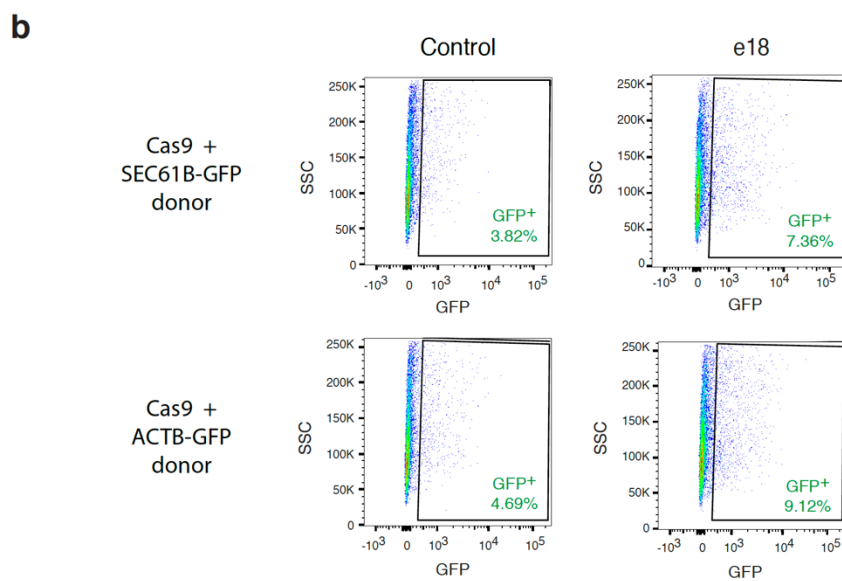 b
Control
e18
Cas9 +
SEC61B-GFP
donor
SSC
250K
200K
150K
100K
50K
0
GFP+
3.82%
-10³ 0 10³ 10⁴ 10⁵
GFP
SSC
250K
200K
150K
100K
50K
0
GFP+
7.36%
-10³ 0 10³ 10⁴ 10⁵
GFP
Cas9 +
ACTB-GFP
donor
SSC
250K
200K
150K
100K
50K
0
GFP+
4.69%
-10³ 0 10³ 10⁴ 10⁵
GFP
SSC
250K
200K
150K
100K
50K
0
GFP+
9.12%
-10³ 0 10³ 10⁴ 10⁵
GFP